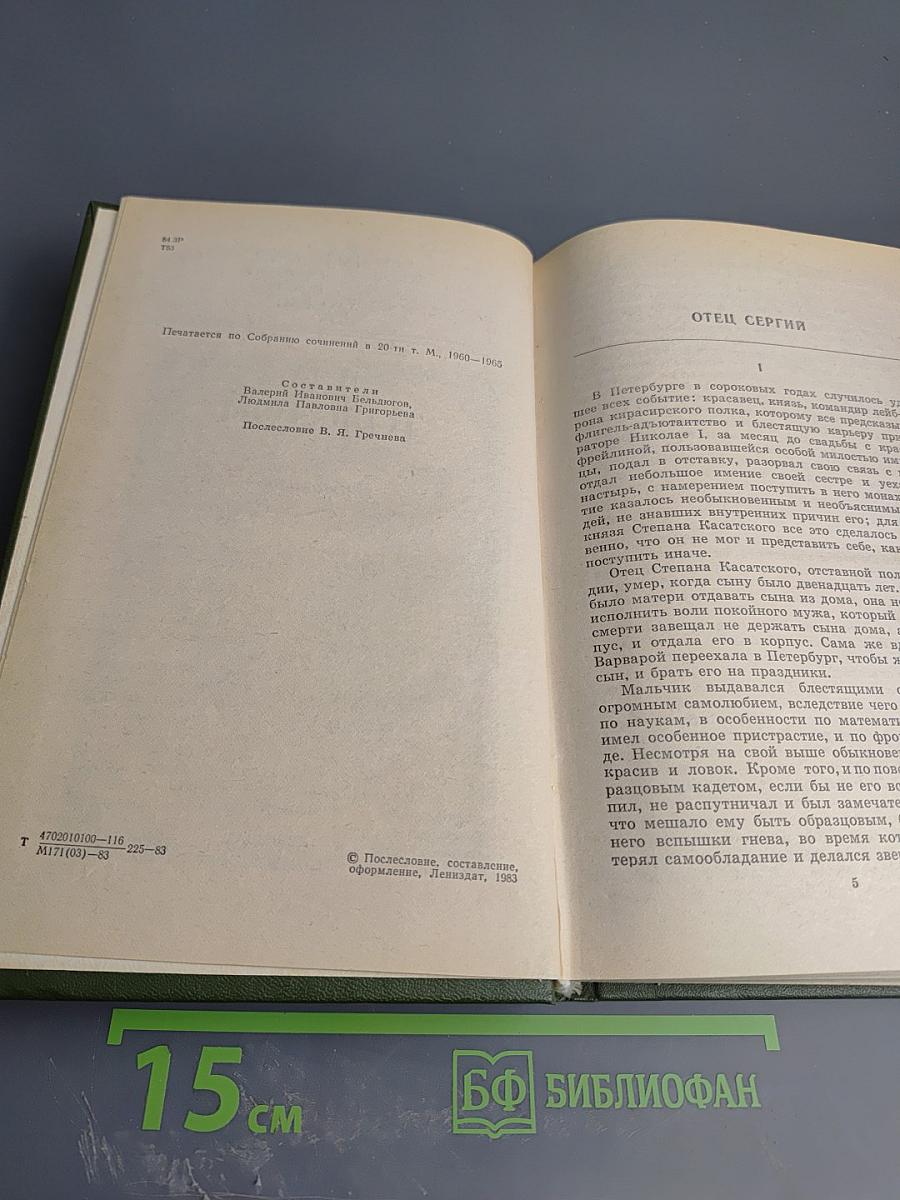 84.3Р
Т53
Печатается по Собранию сочинений в 20-ти т. М., 1960—1965
Составители
Валерий Иванович Бельдюгов,
Людмила Павловна Григорьева
Послесловие В. Я. Гречнева
Т 4702010100—116
М171(03)—83 225—83
© Послесловие, составление,
оформление, Лениздат, 1983
ОТЕЦ СЕРГИЙ
I
В Петербурге в сороковых годах случилось
шее всех событие: красавец, князь, командир лейб-
рона кирасирского полка, которому все предсказы
флигель-адъютантство и блестящую карьеру при
раторе Николае I, за месяц до свадьбы с кра
фрейлиной, пользовавшейся особой милостью им
цы, подал в отставку, разорвал свою связь с
отдал небольшое имение своей сестре и уех
настырь, с намерением поступить в него монах
тие казалось необыкновенным и необъяснимы
дей, не знавших внутренних причин его; для
князя Степана Касатского все это сделалось
венно, что он не мог и представить себе, как
поступить иначе.
Отец Степана Касатского, отставной пол
дии, умер, когда сыну было двенадцать лет.
было матери отдавать сына из дома, она н
исполнить воли покойного мужа, который
смерти завещал не держать сына дома, а
пус, и отдала его в корпус. Сама же вд
Варварой переехала в Петербург, чтобы ж
сын, и брать его на праздники.
Мальчик выдавался блестящими с
огромным самолюбием, вследствие чего
по наукам, в особенности по математи
имел особенное пристрастие, и по фро
де. Несмотря на свой выше обыкнове
красив и ловок. Кроме того, и по пове
разцовым кадетом, если бы не его вс
пил, не распутничал и был замечате
что мешало ему быть образцовым,
него вспышки гнева, во время кот
терял самообладание и делался зве
5
15 СМ
БФ БИБЛИОФАН